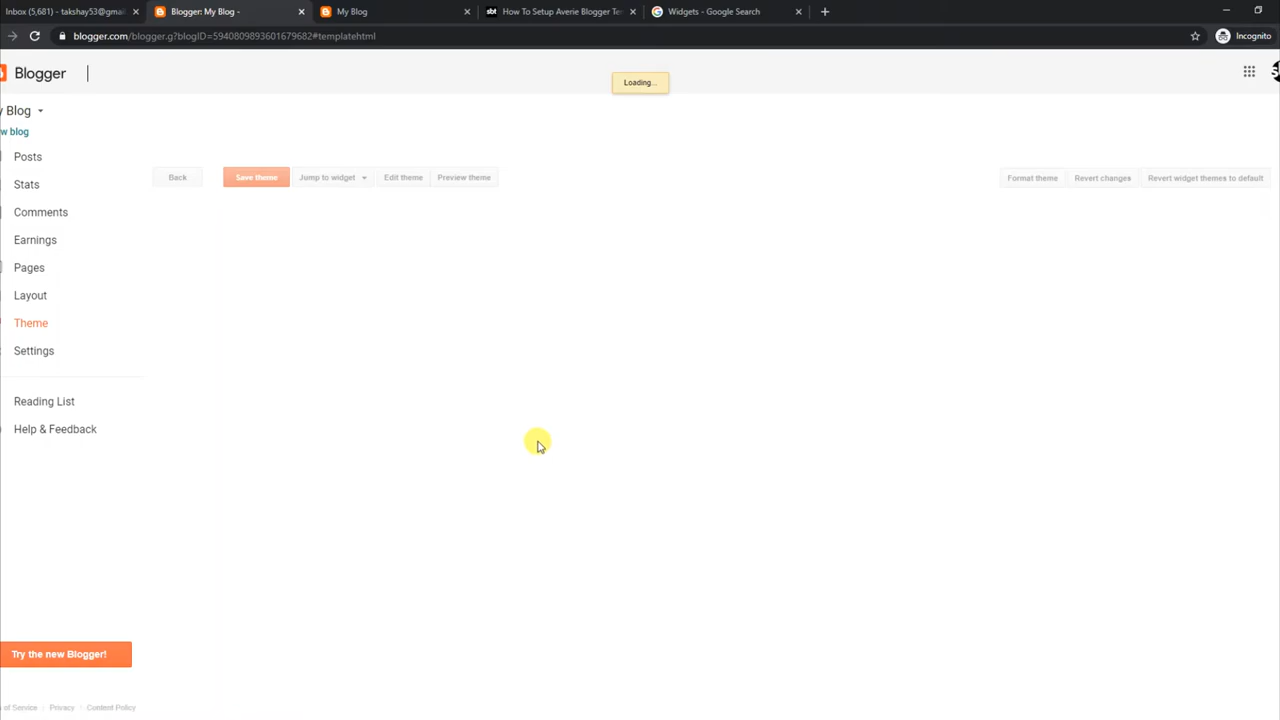 Inbox (5,681) - takshay53@gmai
Blogger: My Blog -
My Blog
sbt How To Setup Averie Blogger Te
Widgets - Google Search
blogger.com/blogger.g?blogID=5940809893601679682#templatehtml
Incognito
Blogger
Loading...
y Blog
w blog
Posts
Stats
Comments
Earnings
Pages
Layout
Theme
Settings
Reading List
Help & Feedback
Back
Save theme
Jump to widget
Edit theme
Preview theme
Format theme
Revert changes
Revert widget themes to default
Try the new Blogger!
of Service
Privacy
Content Policy